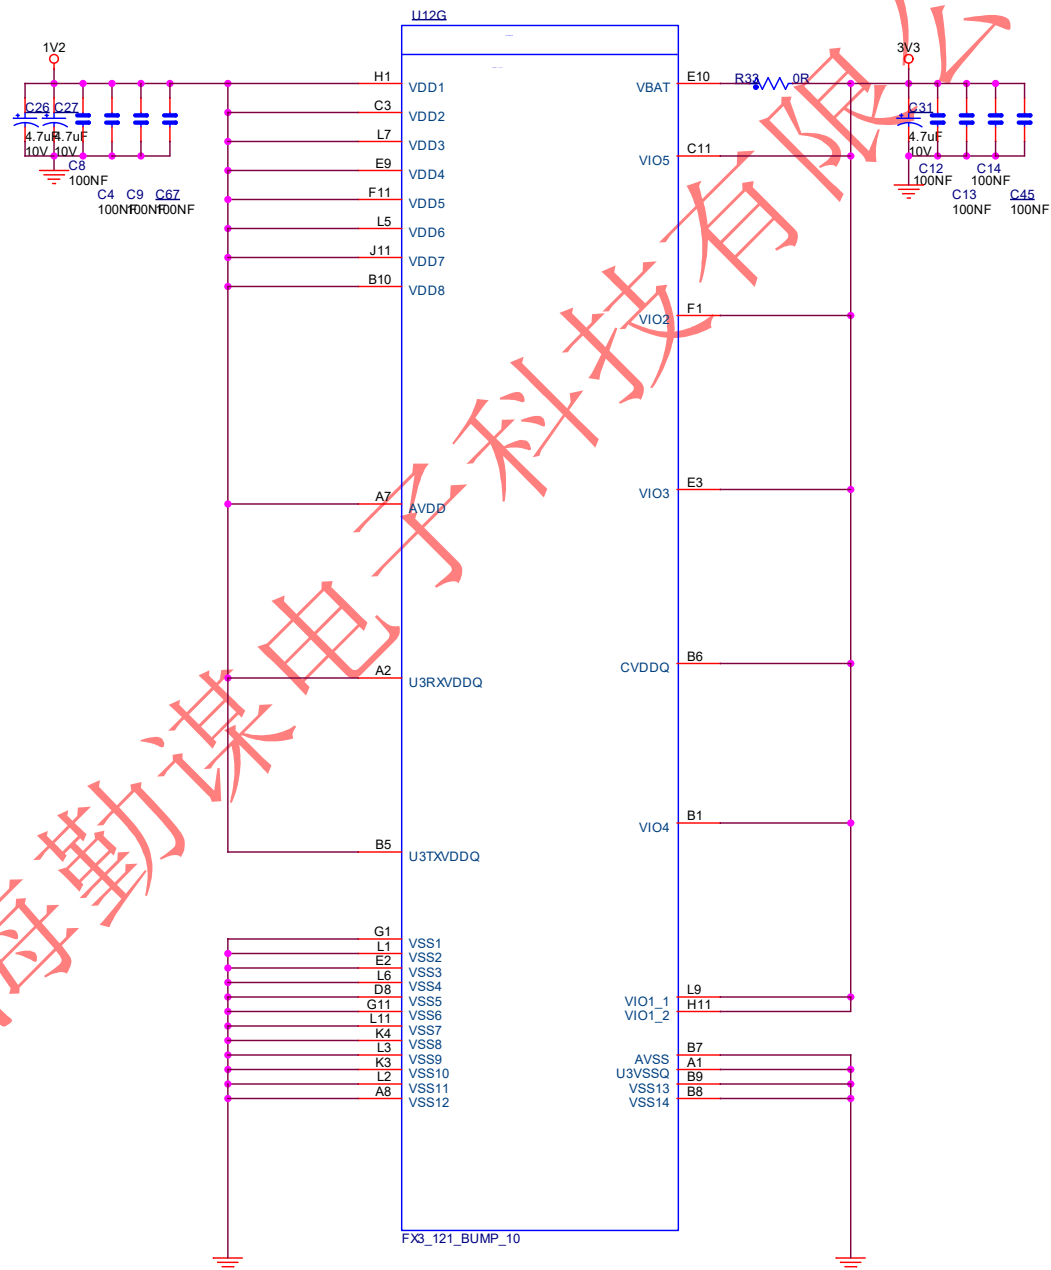 U12G
1V2
3V3
H1
VDD1
C3
VDD2
L7
VDD3
E9
VDD4
F11
VDD5
L5
VDD6
J11
VDD7
B10
VDD8
A7
AVDD
A2
U3RXVDDQ
B5
U3TXVDDQ
G1
VSS1
L1
VSS2
E2
VSS3
L6
VSS4
D8
VSS5
G11
VSS6
L11
VSS7
K4
VSS8
L3
VSS9
K3
VSS10
L2
VSS11
A8
VSS12
C26 C27
4.7uF 4.7uF
10V 10V
C8
100NF
C4 C9 C67
100NF 100NF 100NF
VBAT
E10
R33 0R
VIO5
C11
VIO2
F1
VIO3
E3
CVDDQ
B6
VIO4
B1
VIO1_1
L9
VIO1_2
H11
AVSS
B7
U3VSSQ
A1
VSS13
B9
VSS14
B8
C31
4.7uF
10V
C12 C14
100NF 100NF
C13 C45
100NF 100NF
FX3_121_BUMP_10
海勤谋电子科技有限公